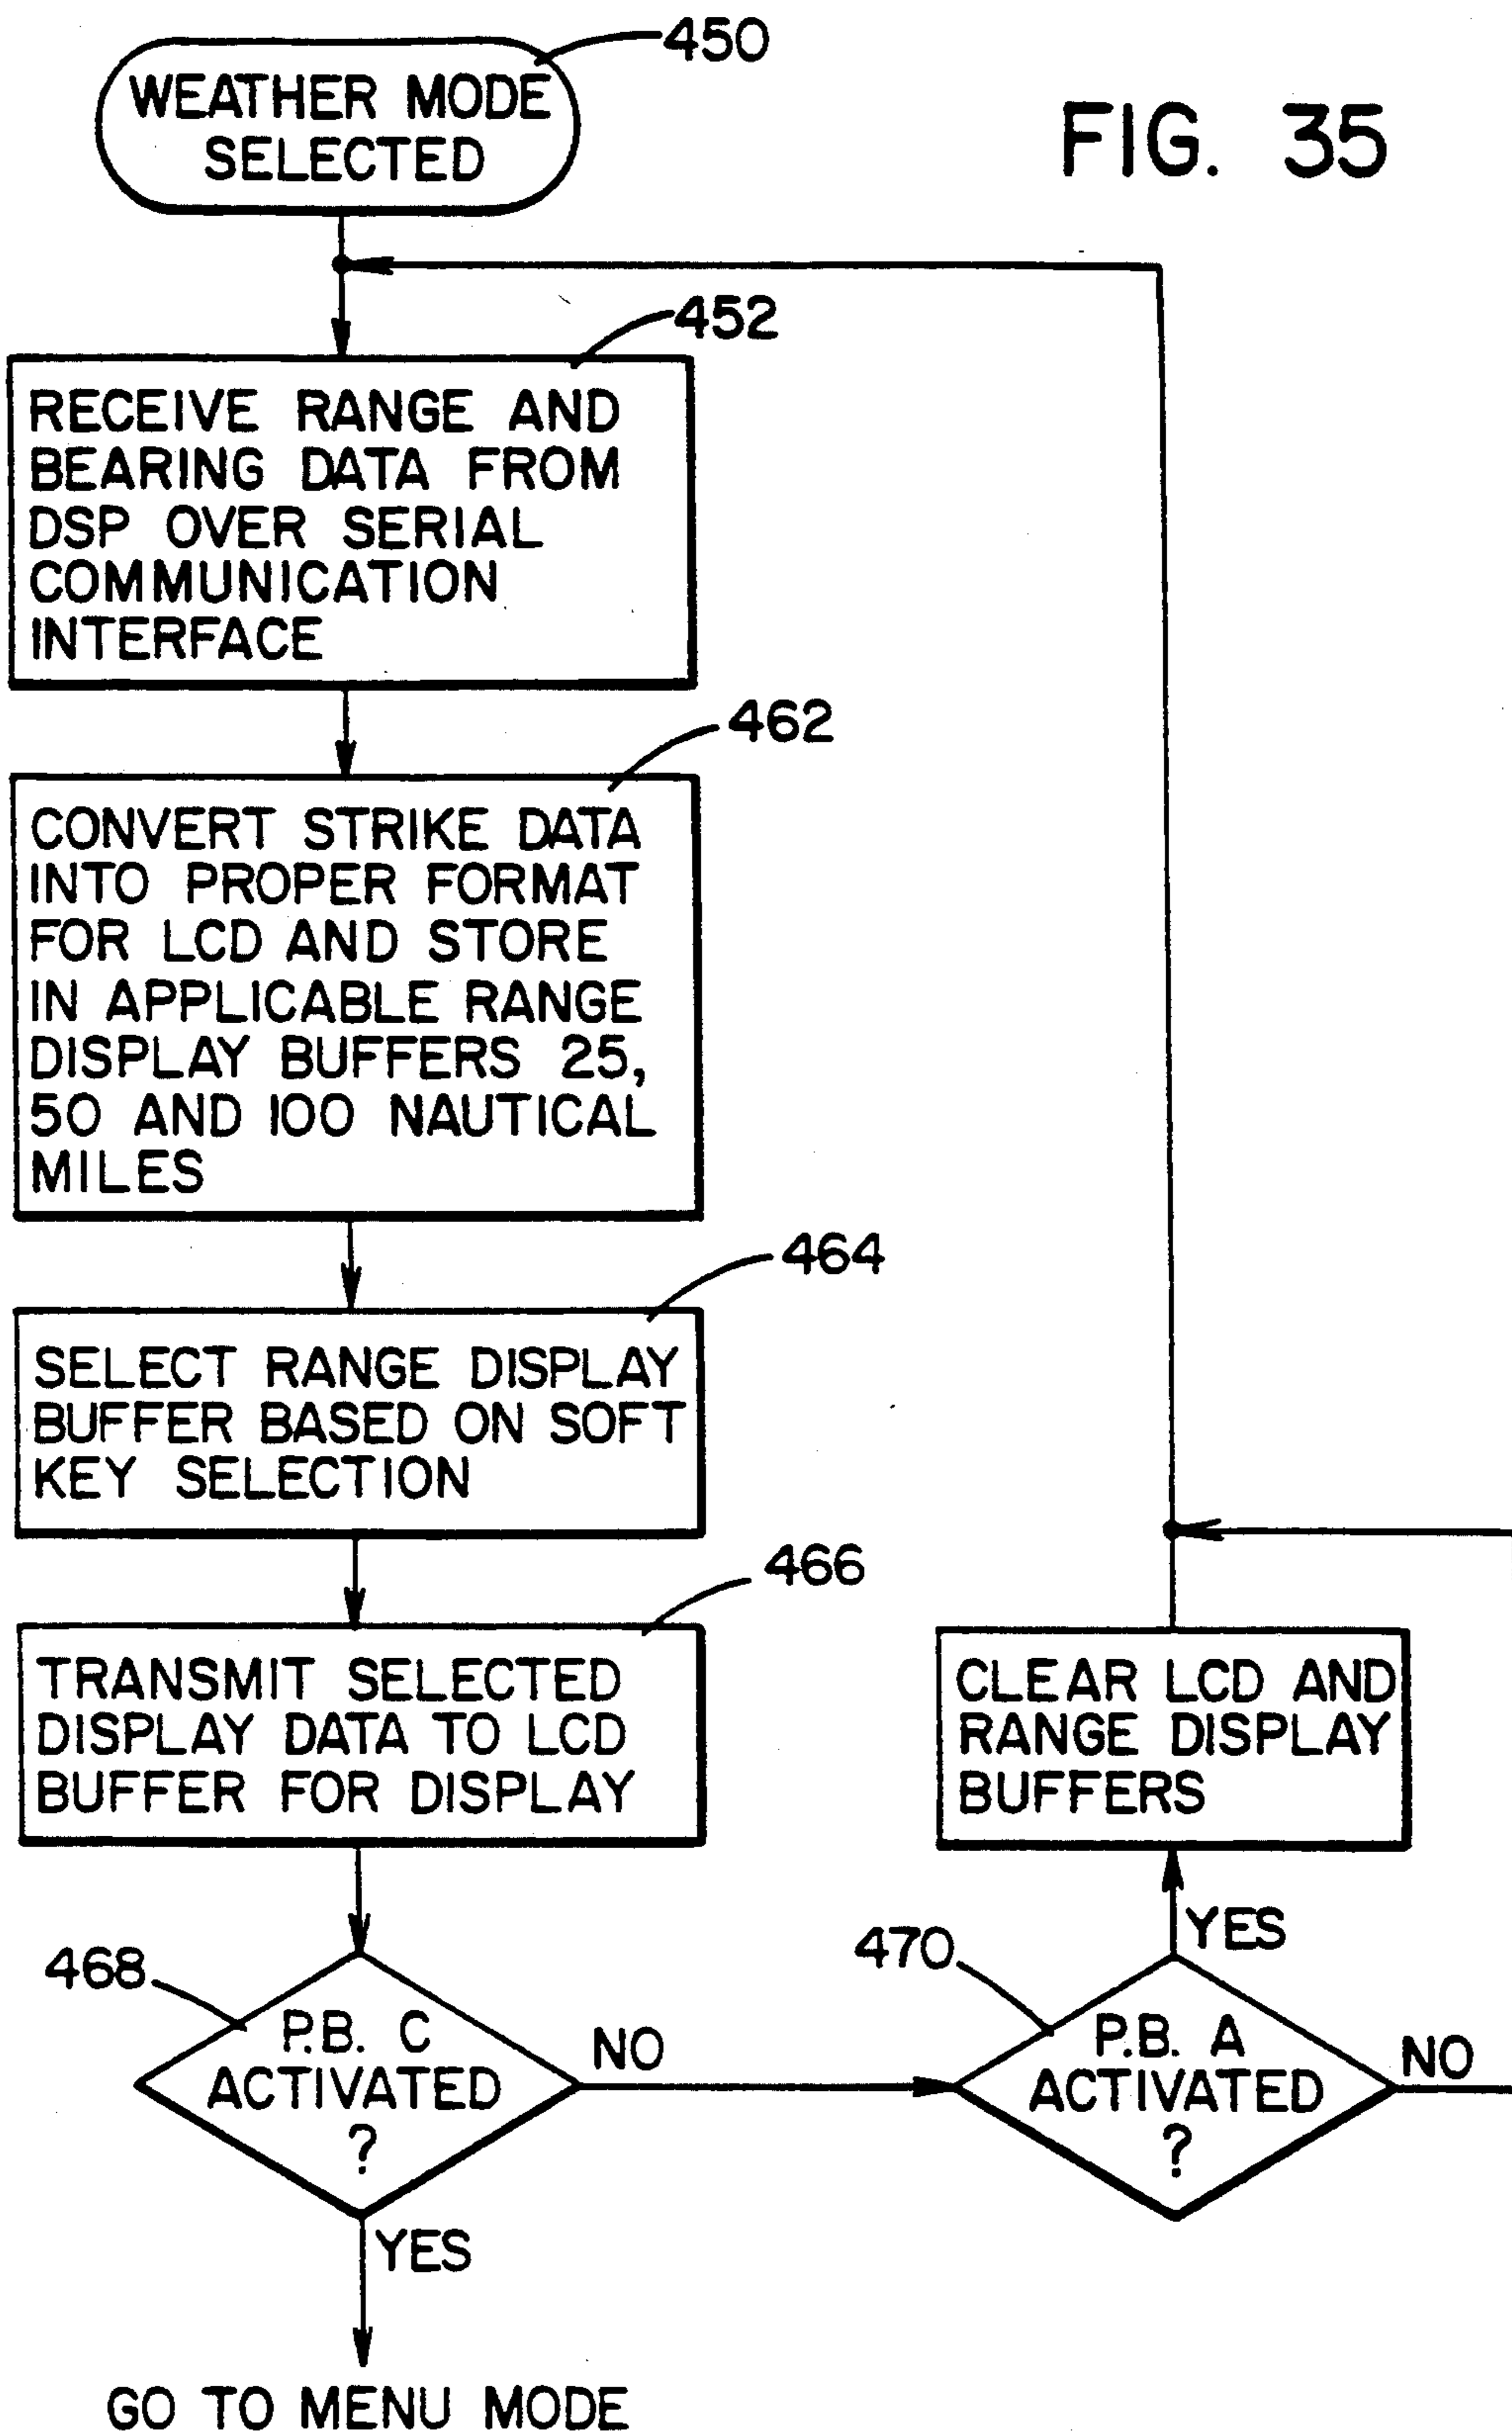 450
WEATHER MODE
SELECTED
FIG. 35
452
RECEIVE RANGE AND
BEARING DATA FROM
DSP OVER SERIAL
COMMUNICATION
INTERFACE
462
CONVERT STRIKE DATA
INTO PROPER FORMAT
FOR LCD AND STORE
IN APPLICABLE RANGE
DISPLAY BUFFERS 25,
50 AND 100 NAUTICAL
MILES
464
SELECT RANGE DISPLAY
BUFFER BASED ON SOFT
KEY SELECTION
466
TRANSMIT SELECTED
DISPLAY DATA TO LCD
BUFFER FOR DISPLAY
CLEAR LCD AND
RANGE DISPLAY
BUFFERS
468
P.B. C
ACTIVATED
?
NO
YES
470
YES
P.B. A
ACTIVATED
?
NO
GO TO MENU MODE